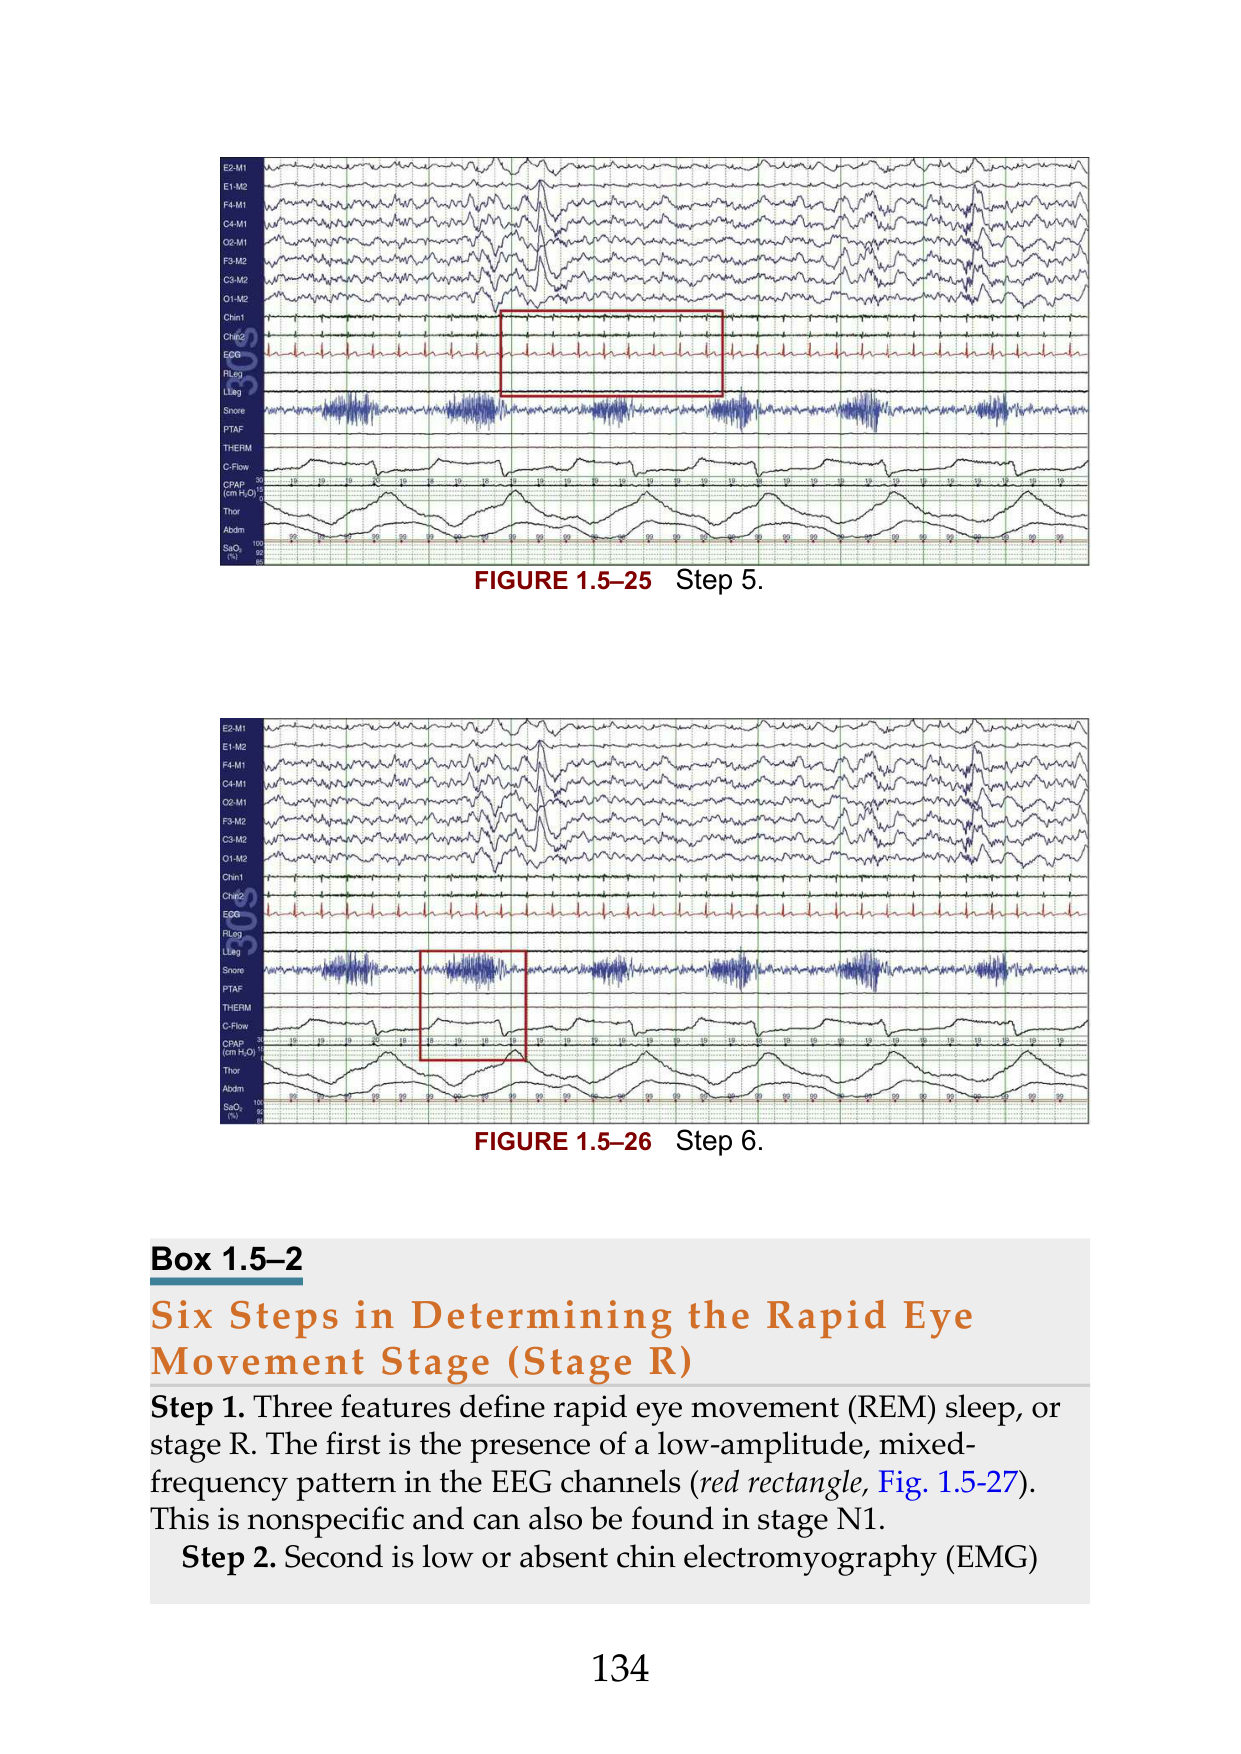 E2-M1
E1-M2
F4-M1
C4-M1
O2-M1
F3-M2
C3-M2
O1-M2
Chin1
Chin2
ECG
RLeg
LLeg
30s
Snore
PTAF
THERM
C-Flow
CPAP
(cm H₂O)
Thor
Abdm
SaO₂
(%)
FIGURE 1.5–25 Step 5.
E2-M1
E1-M2
F4-M1
C4-M1
O2-M1
F3-M2
C3-M2
O1-M2
Chin1
Chin2
ECG
RLeg
LLeg
30s
Snore
PTAF
THERM
C-Flow
CPAP
(cm H₂O)
Thor
Abdm
SaO₂
(%)
FIGURE 1.5–26 Step 6.
Box 1.5–2
Six Steps in Determining the Rapid Eye
Movement Stage (Stage R)
Step 1. Three features define rapid eye movement (REM) sleep, or
stage R. The first is the presence of a low-amplitude, mixed-
frequency pattern in the EEG channels (red rectangle, Fig. 1.5-27).
This is nonspecific and can also be found in stage N1.
Step 2. Second is low or absent chin electromyography (EMG)
134